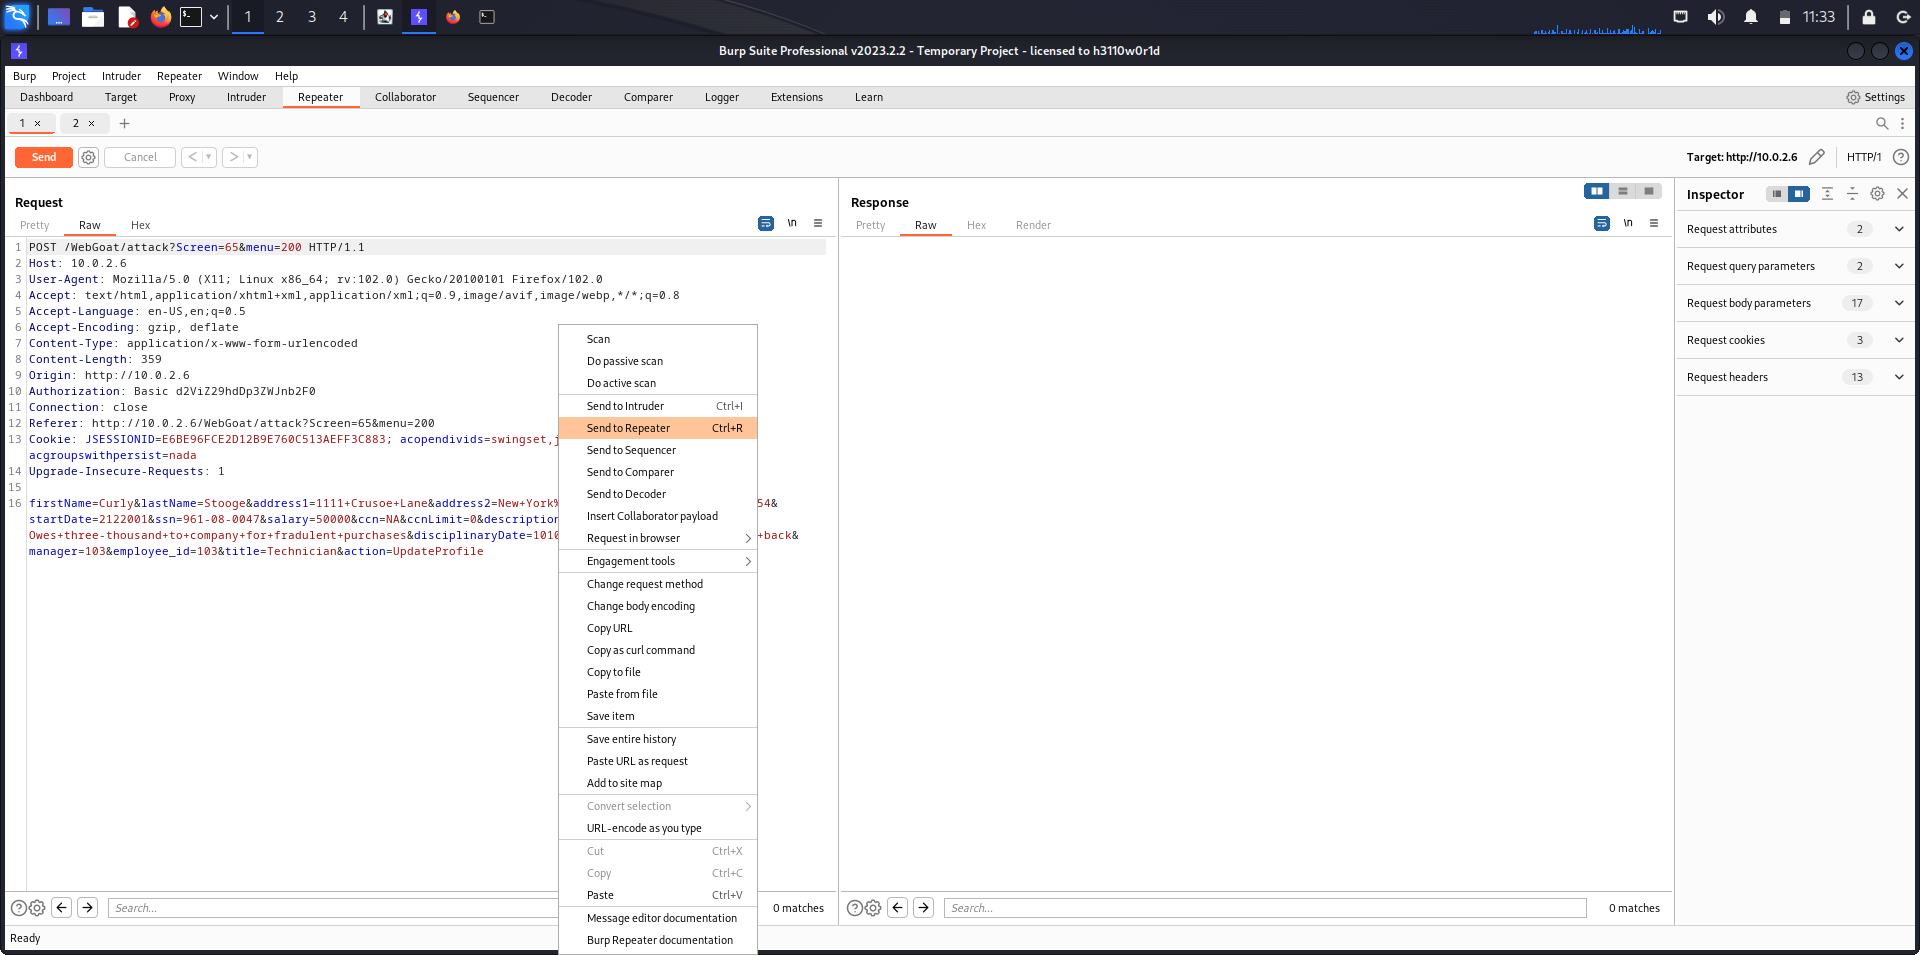 1 2 3 4 11:33
Burp Suite Professional v2023.2.2 - Temporary Project - licensed to h3110w0r1d
Burp Project Intruder Repeater Window Help
Dashboard Target Proxy Intruder Repeater Collaborator Sequencer Decoder Comparer Logger Extensions Learn Settings
1 × 2 × +
Send Cancel < > Target: http://10.0.2.6 HTTP/1 ?
Request
Pretty Raw Hex \n
1 POST /WebGoat/attack?Screen=65&menu=200 HTTP/1.1
2 Host: 10.0.2.6
3 User-Agent: Mozilla/5.0 (X11; Linux x86_64; rv:102.0) Gecko/20100101 Firefox/102.0
4 Accept: text/html,application/xhtml+xml,application/xml;q=0.9,image/avif,image/webp,*/*;q=0.8
5 Accept-Language: en-US,en;q=0.5
6 Accept-Encoding: gzip, deflate
7 Content-Type: application/x-www-form-urlencoded
8 Content-Length: 359
9 Origin: http://10.0.2.6
10 Authorization: Basic d2ViZ29hdDp3ZWJnb2F0
11 Connection: close
12 Referer: http://10.0.2.6/WebGoat/attack?Screen=65&menu=200
13 Cookie: JSESSIONID=E6BE96FCE2D12B9E760C513AEFF3C883; acopendivids=swingset,j
acgroupswithpersist=nada
14 Upgrade-Insecure-Requests: 1
15
16 firstName=Curly&lastName=Stooge&address1=1111+Crusoe+Lane&address2=New+York% 54&
startDate=2122001&ssn=961-08-0047&salary=50000&ccn=NA&ccnLimit=0&description
Owes+three-thousand+to+company+for+fradulent+purchases&disciplinaryDate=1010 +back&
manager=103&employee_id=103&title=Technician&action=UpdateProfile
Scan
Do passive scan
Do active scan
Send to Intruder Ctrl+I
Send to Repeater Ctrl+R
Send to Sequencer
Send to Comparer
Send to Decoder
Insert Collaborator payload
Request in browser
Engagement tools
Change request method
Change body encoding
Copy URL
Copy as curl command
Copy to file
Paste from file
Save item
Save entire history
Paste URL as request
Add to site map
Convert selection
URL-encode as you type
Cut Ctrl+X
Copy Ctrl+C
Paste Ctrl+V
Message editor documentation
Burp Repeater documentation
Search... 0 matches
Response
Pretty Raw Hex Render \n
Search... 0 matches
Inspector
Request attributes 2
Request query parameters 2
Request body parameters 17
Request cookies 3
Request headers 13
Ready